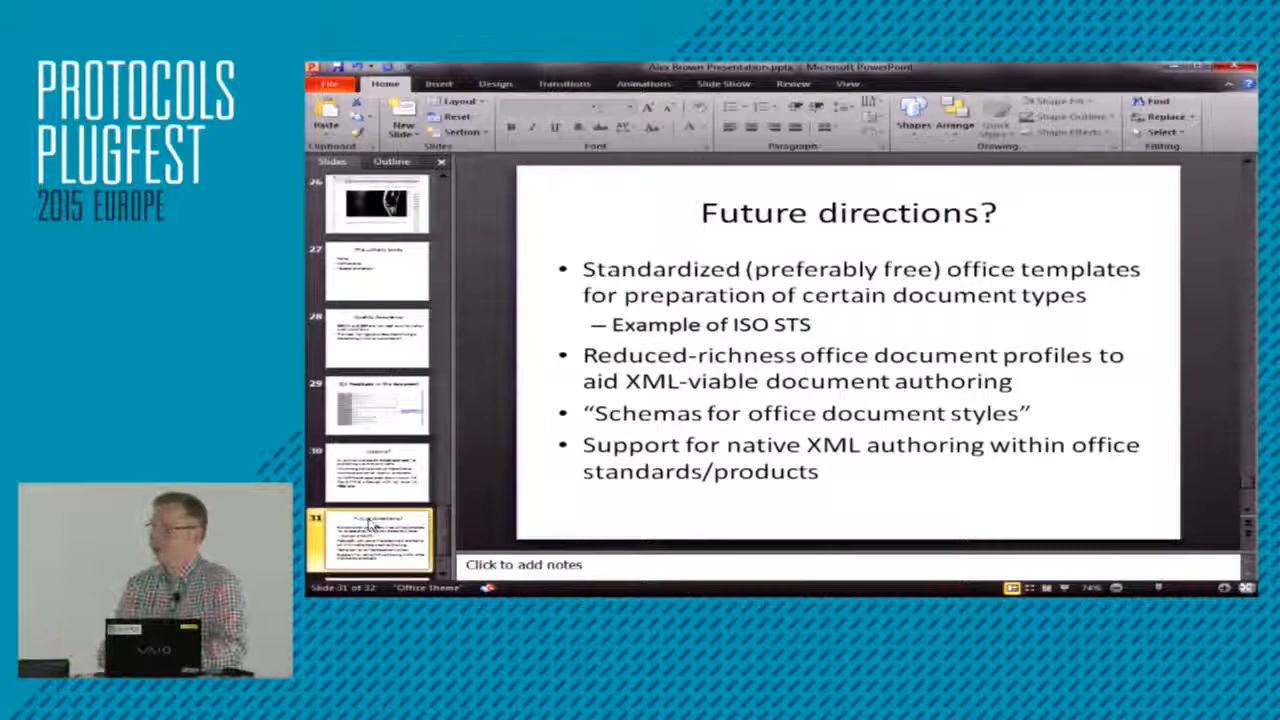 PROTOCOLS
PLUGFEST
2015 EUROPE
Alex Brown Presentation.pptx - Microsoft PowerPoint
File Home Insert Design Transitions Animations Slide Show Review View
Paste
Clipboard
New
Slide
Layout
Reset
Section
Slides
Font
Paragraph
Shapes Arrange Quick
Styles
Shape Fill
Shape Outline
Shape Effects
Drawing
Find
Replace
Select
Editing
Slides Outline
26
27
28
29
30
31
Future directions?
Future directions?
• Standardized (preferably free) office templates
for preparation of certain document types
– Example of ISO STS
• Reduced-richness office document profiles to
aid XML-viable document authoring
• “Schemas for office document styles”
• Support for native XML authoring within office
standards/products
Click to add notes
Slide 31 of 32 "Office Theme" 74%
VAIO